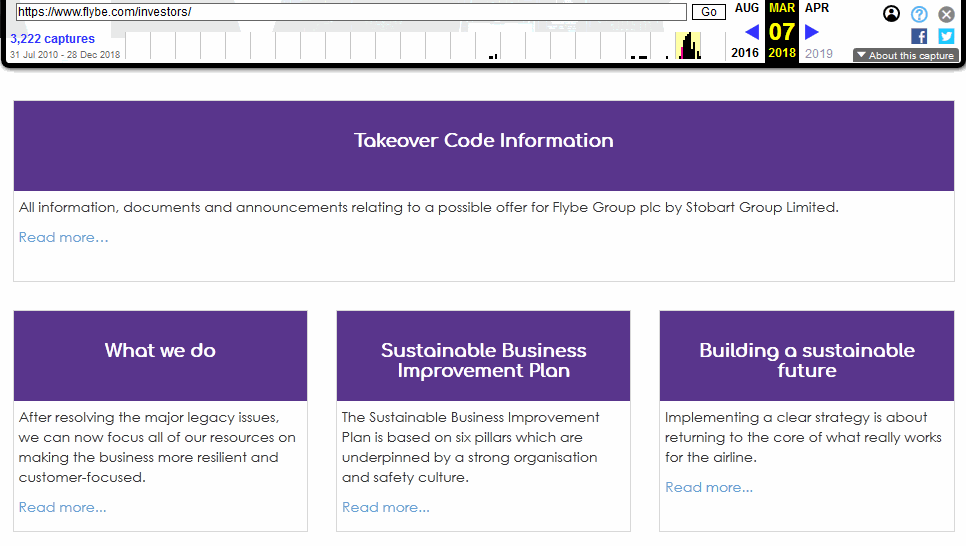 https://www.flybe.com/investors/
Go
AUG MAR APR
3,222 captures
07
31 Jul 2010 - 28 Dec 2018
2016 2018 2019
About this capture
Takeover Code Information
All information, documents and announcements relating to a possible offer for Flybe Group plc by Stobart Group Limited.
Read more…
What we do
After resolving the major legacy issues,
we can now focus all of our resources on
making the business more resilient and
customer-focused.
Read more...
Sustainable Business
Improvement Plan
The Sustainable Business Improvement
Plan is based on six pillars which are
underpinned by a strong organisation
and safety culture.
Read more...
Building a sustainable
future
Implementing a clear strategy is about
returning to the core of what really works
for the airline.
Read more...